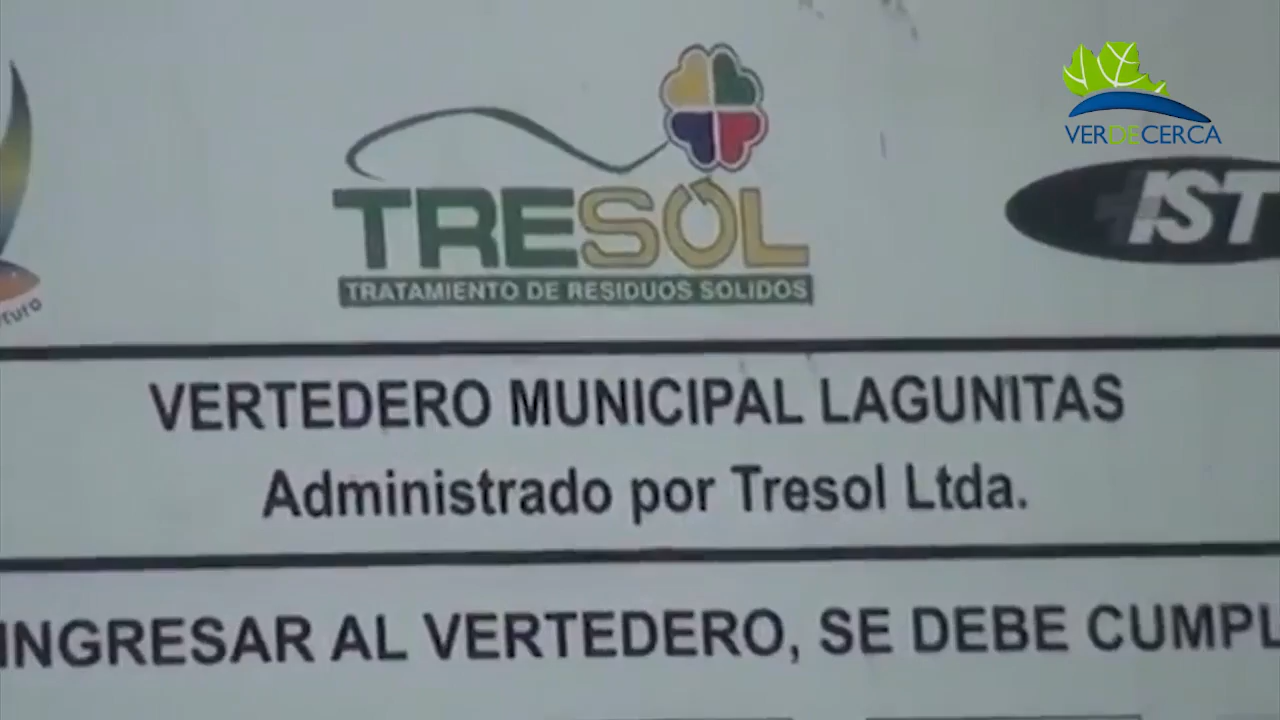 VERDECERCA
TRESOL
TRATAMIENTO DE RESIDUOS SOLIDOS
IST
VERTEDERO MUNICIPAL LAGUNITAS
Administrado por Tresol Ltda.
INGRESAR AL VERTEDERO, SE DEBE CUMPL